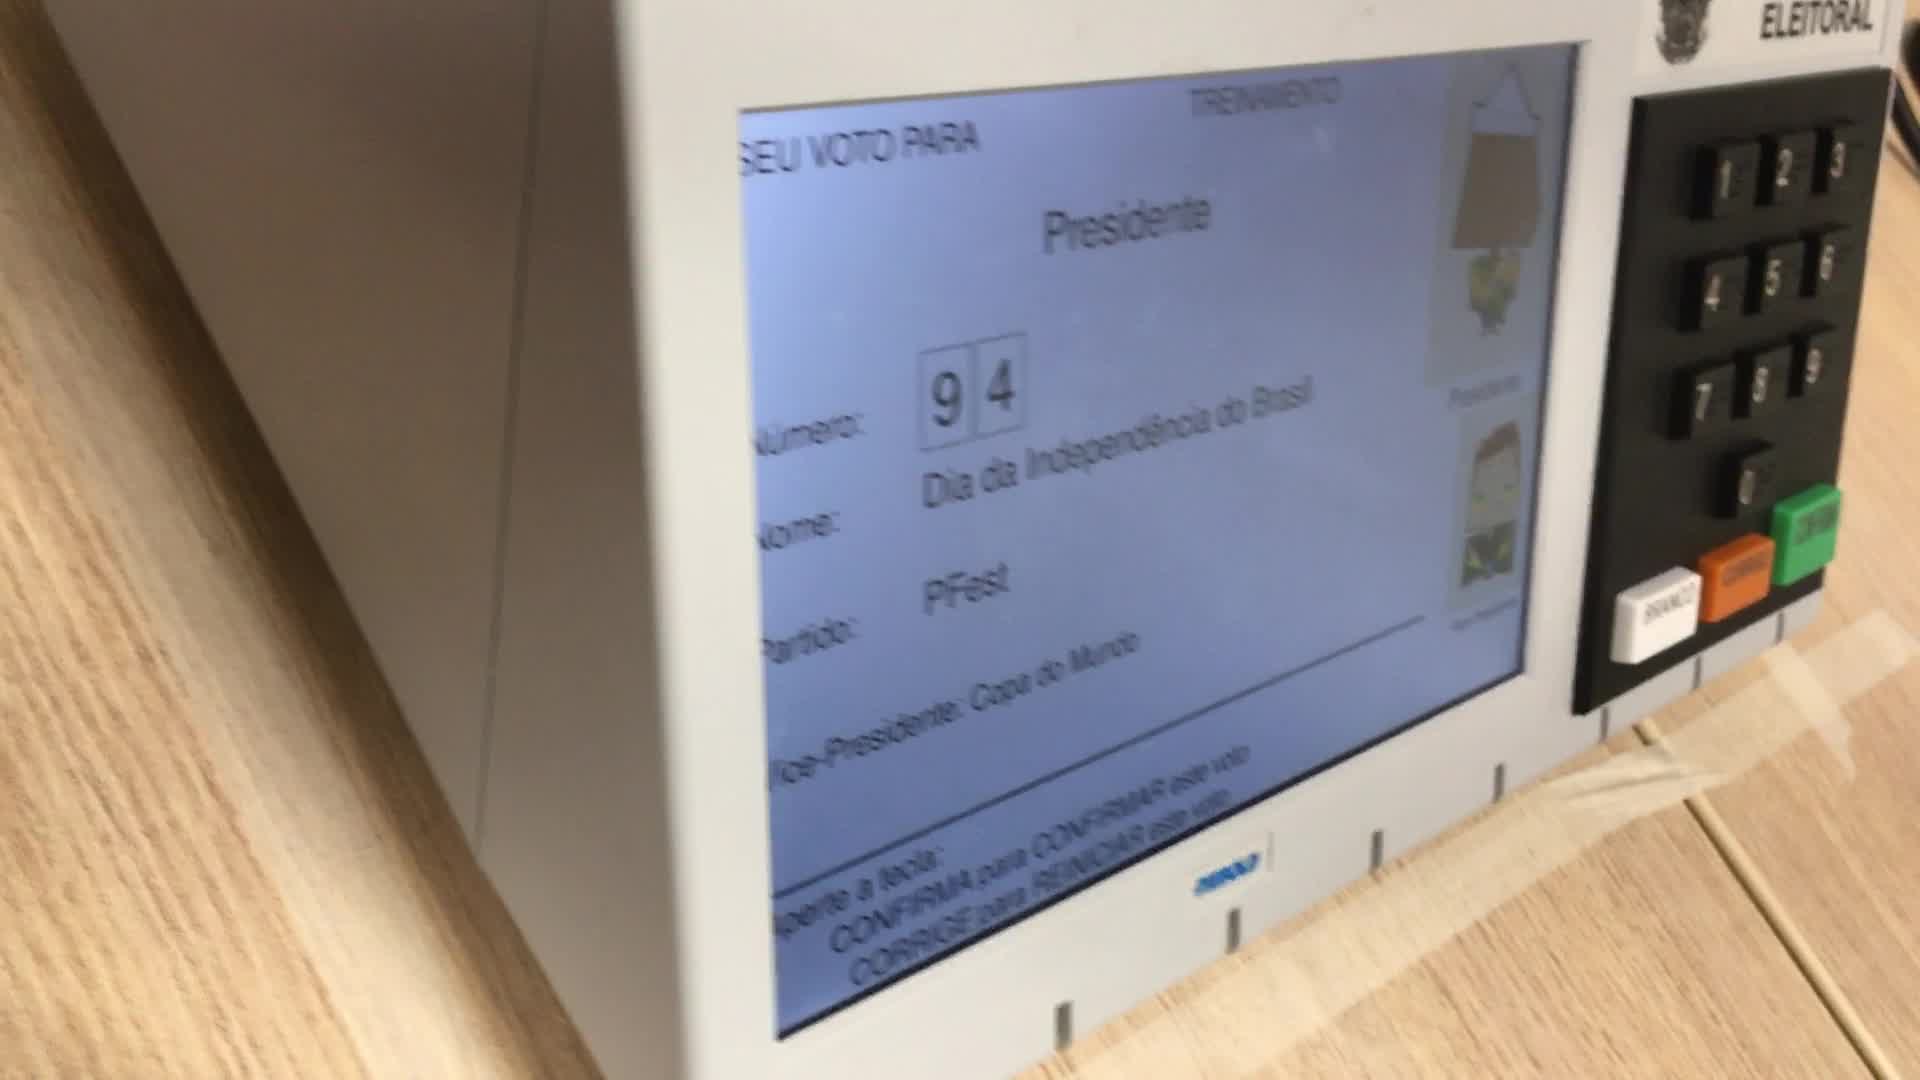 ELEITORAL
TREINAMENTO
SEU VOTO PARA
Presidente
Número: 9 4
Nome: Dia da Independência do Brasil
Partido: PFest
Vice-Presidente: Copa do Mundo
Aperte a tecla:
CONFIRMA para CONFIRMAR este voto
CORRIGE para REINICIAR este voto
Presidente
1 2 3
4 5 6
7 8 9
0
BRANCO